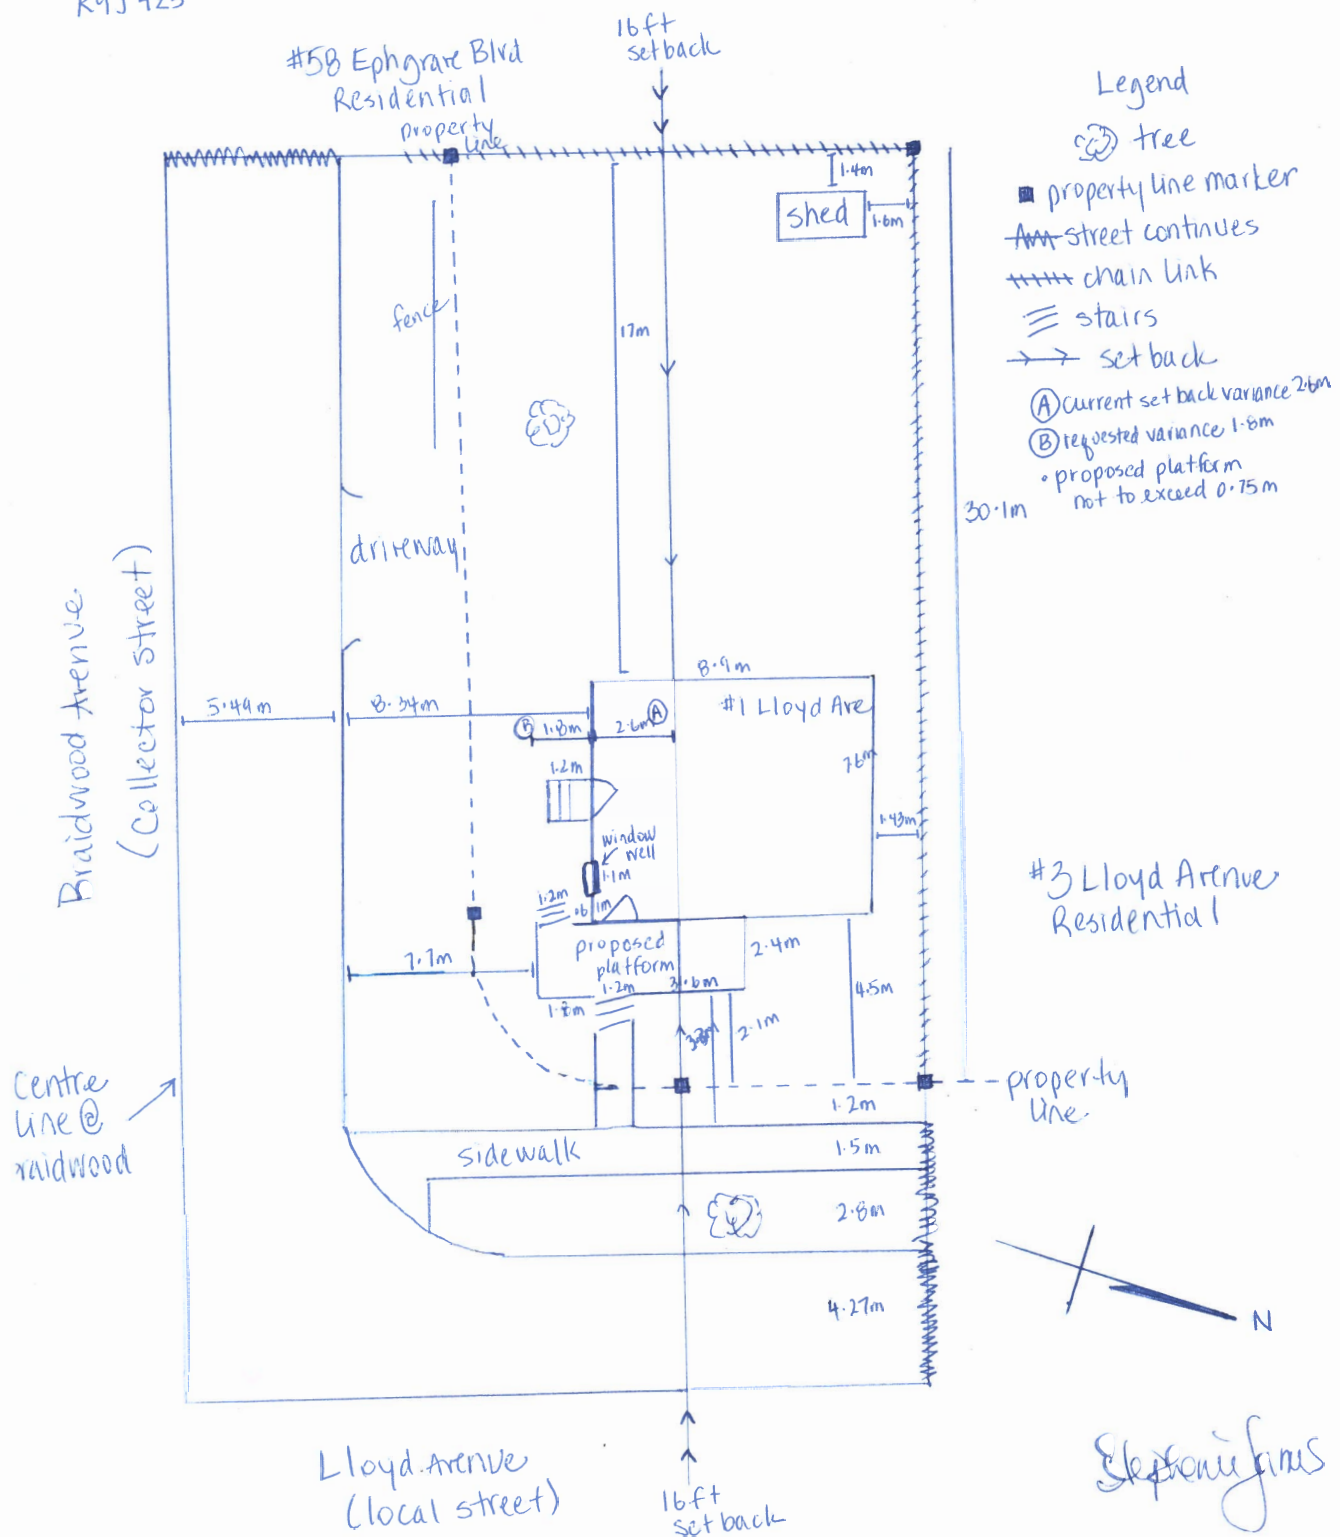 #58 Ephgrave Blvd
Residential
property
line
16ft
setback
Legend
tree
property line marker
street continues
chain link
stairs
setback
A current set back variance 2.6m
B requested variance 1.8m
• proposed platform
not to exceed 0.75m
1.4m
shed
1.6m
fence
17m
30.1m
driveway
Braidwood Avenue
(Collector street)
8.9m
5.49m
8.34m
#1 Lloyd Ave
B 1.8m
2.6m A
7.6m
1.2m
1.43m
window
well
1.1m
#3 Lloyd Avenue
Residential
1.2m
.6
1m
proposed
platform
2.4m
7.7m
1.2m
3.6m
1.8m
4.5m
2.1m
Centre
line @
raidwood
property
line
1.2m
sidewalk
1.5m
2.8m
4.27m
N
Lloyd Avenue
(local street)
16ft
setback